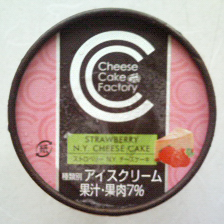 Cheese
Cake
Factory
STRAWBERRY
N.Y. CHEESE CAKE
ストロベリー N.Y. チーズケーキ
種類別 アイスクリーム
果汁・果肉7%